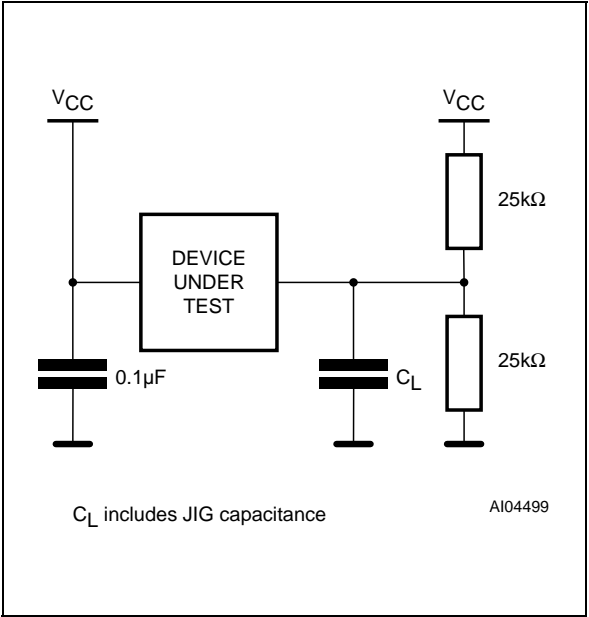 VCC
VCC
25kΩ
DEVICE
UNDER
TEST
0.1µF
CL
25kΩ
CL includes JIG capacitance
AI04499